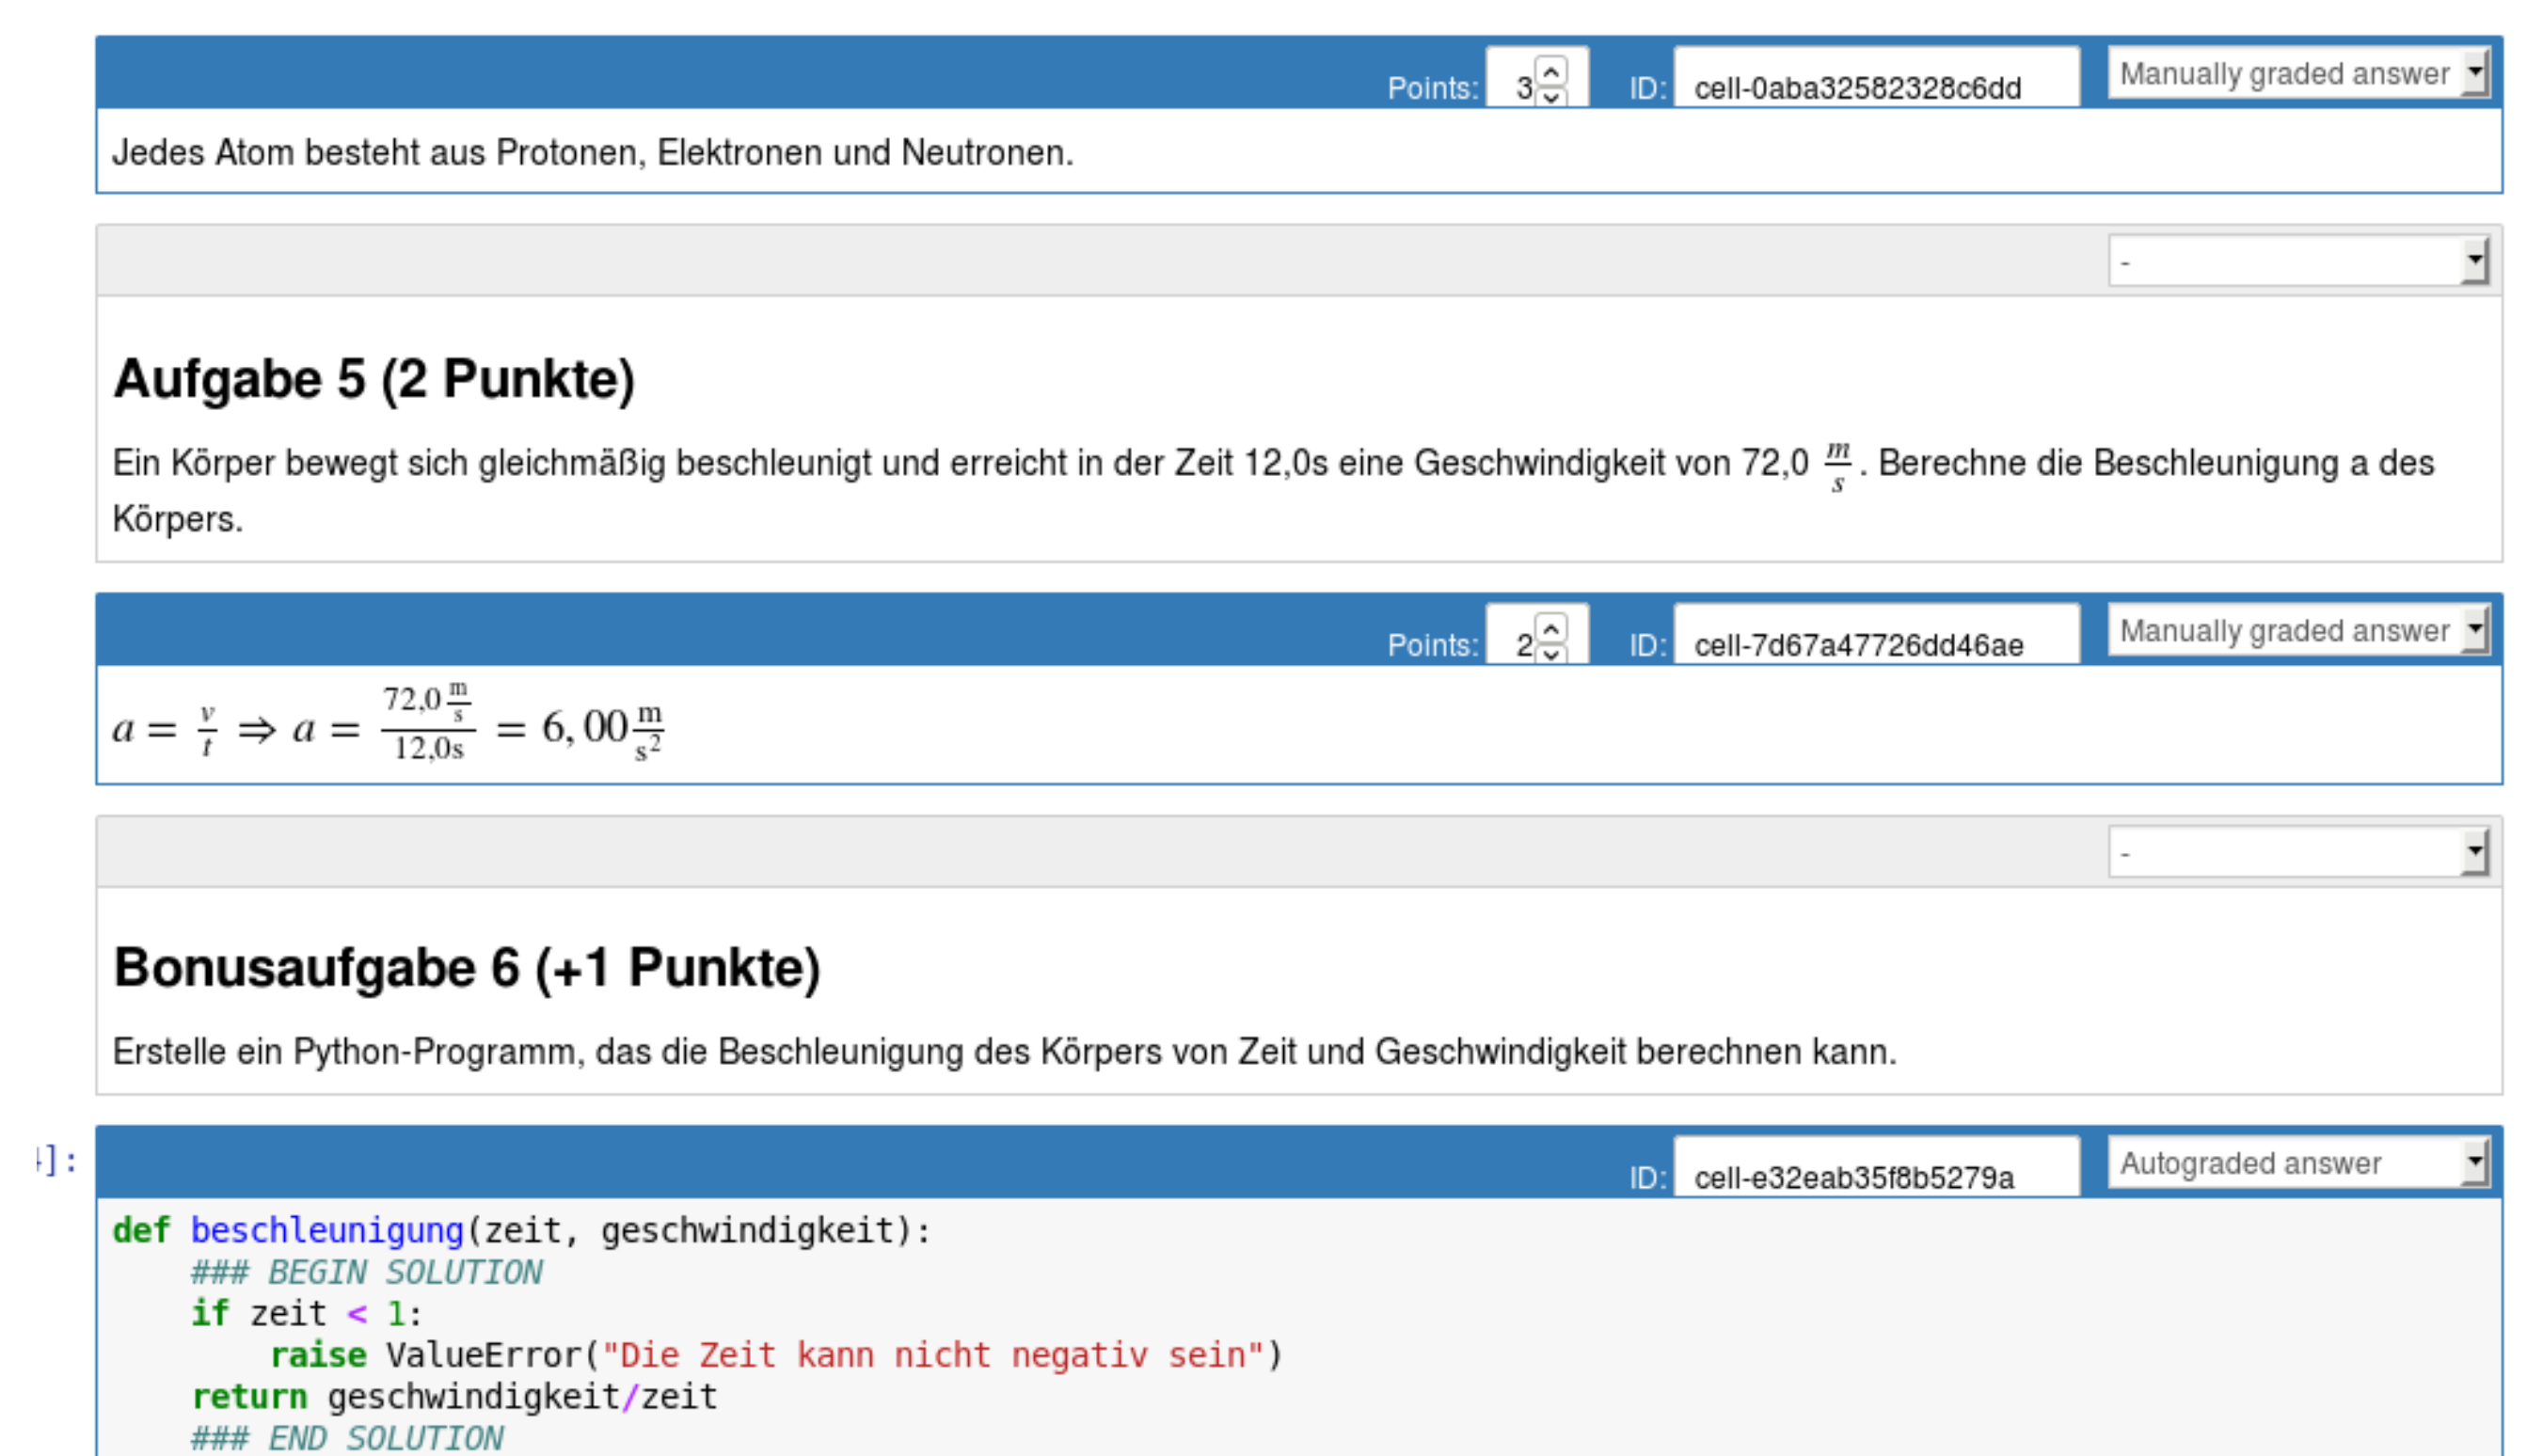 Points: 3 ID: cell-0aba32582328c6dd Manually graded answer
Jedes Atom besteht aus Protonen, Elektronen und Neutronen.
-
Aufgabe 5 (2 Punkte)
Ein Körper bewegt sich gleichmäßig beschleunigt und erreicht in der Zeit 12,0s eine Geschwindigkeit von 72,0 m/s. Berechne die Beschleunigung a des
Körpers.
Points: 2 ID: cell-7d67a47726dd46ae Manually graded answer
a = v/t ⇒ a = 72,0 m/s / 12,0s = 6,00 m/s²
-
Bonusaufgabe 6 (+1 Punkte)
Erstelle ein Python-Programm, das die Beschleunigung des Körpers von Zeit und Geschwindigkeit berechnen kann.
]: ID: cell-e32eab35f8b5279a Autograded answer
def beschleunigung(zeit, geschwindigkeit):
    ### BEGIN SOLUTION
    if zeit < 1:
        raise ValueError("Die Zeit kann nicht negativ sein")
    return geschwindigkeit/zeit
    ### END SOLUTION